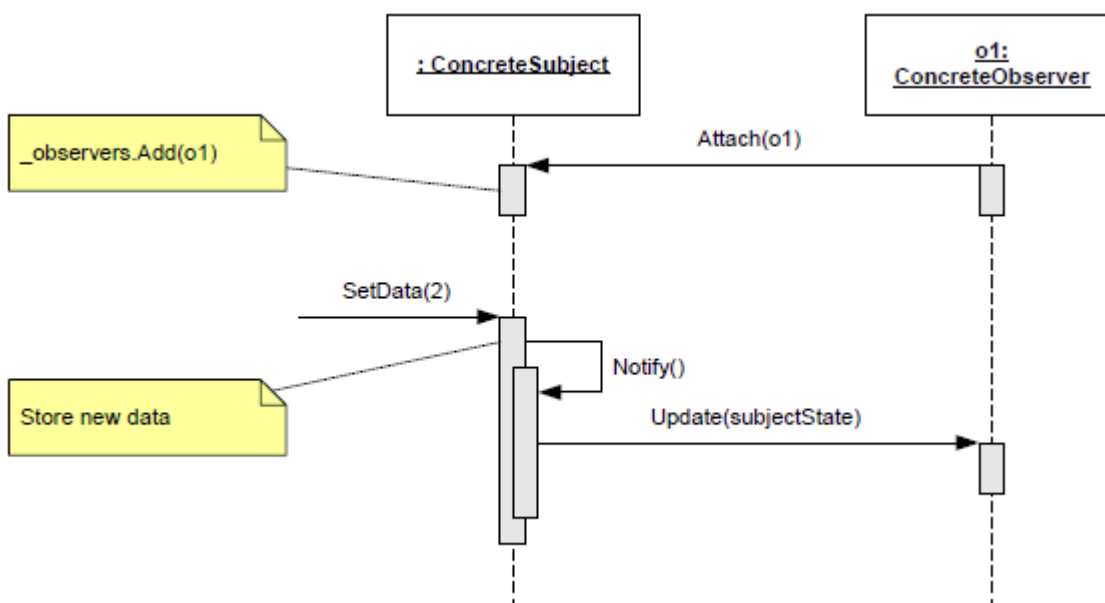 : ConcreteSubject
o1:
ConcreteObserver
_observers.Add(o1)
Attach(o1)
SetData(2)
Notify()
Store new data
Update(subjectState)